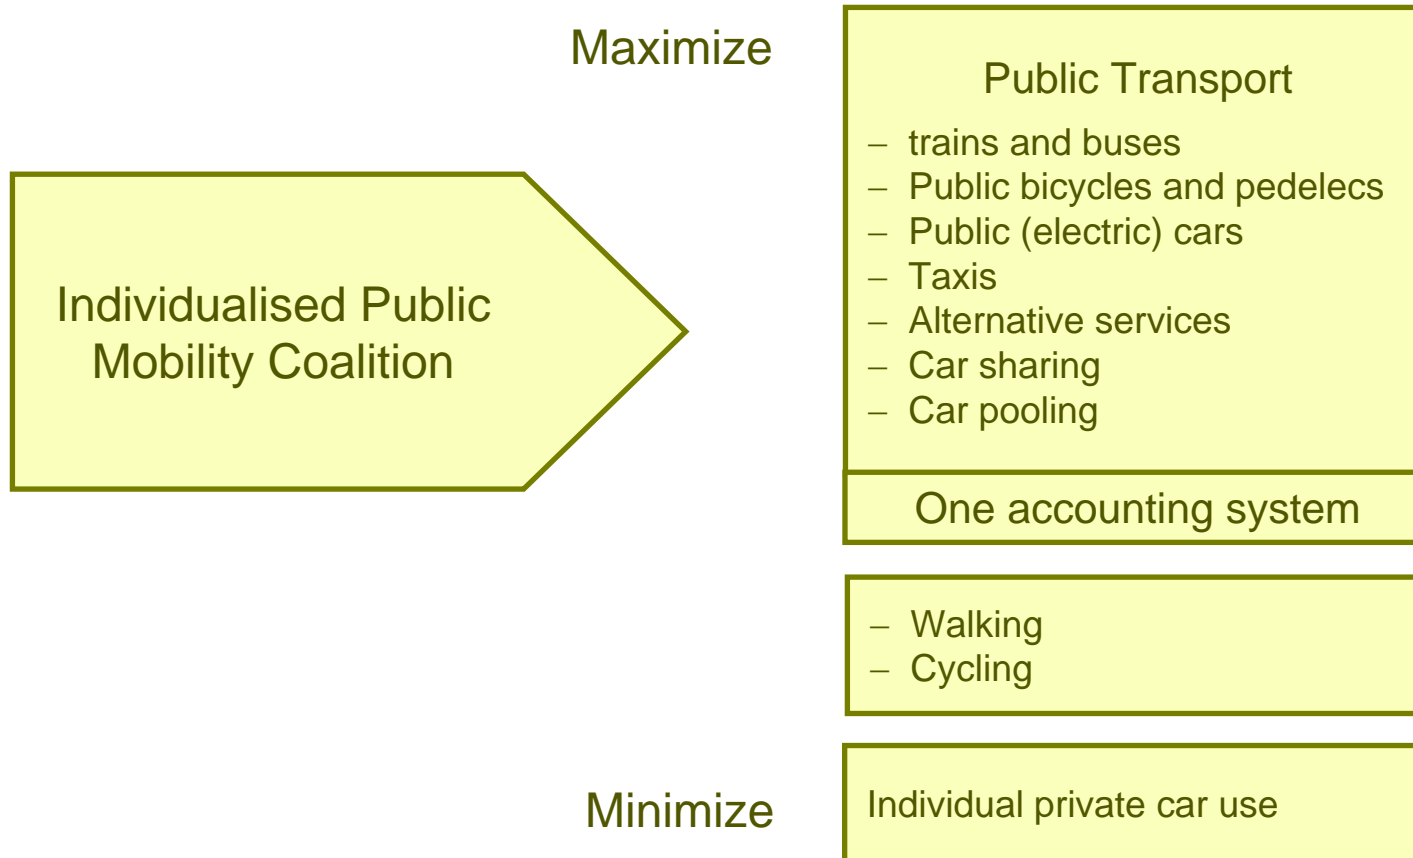 Maximize
Public Transport
– trains and buses
– Public bicycles and pedelecs
– Public (electric) cars
– Taxis
– Alternative services
– Car sharing
– Car pooling
One accounting system
Individualised Public
Mobility Coalition
– Walking
– Cycling
Minimize
Individual private car use